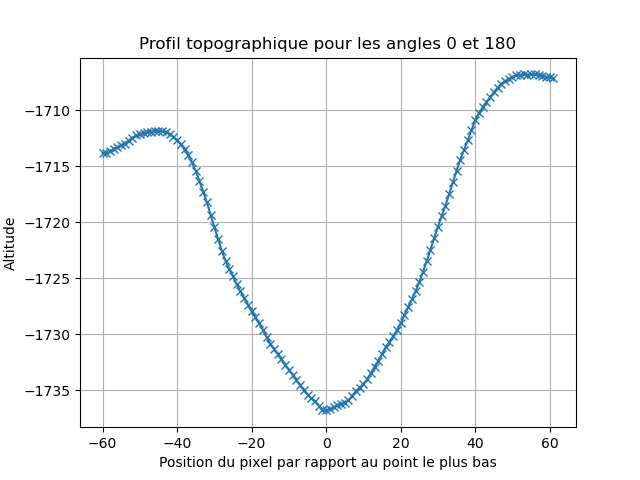 Profil topographique pour les angles 0 et 180
Altitude
−1710
−1715
−1720
−1725
−1730
−1735
−60 −40 −20 0 20 40 60
Position du pixel par rapport au point le plus bas